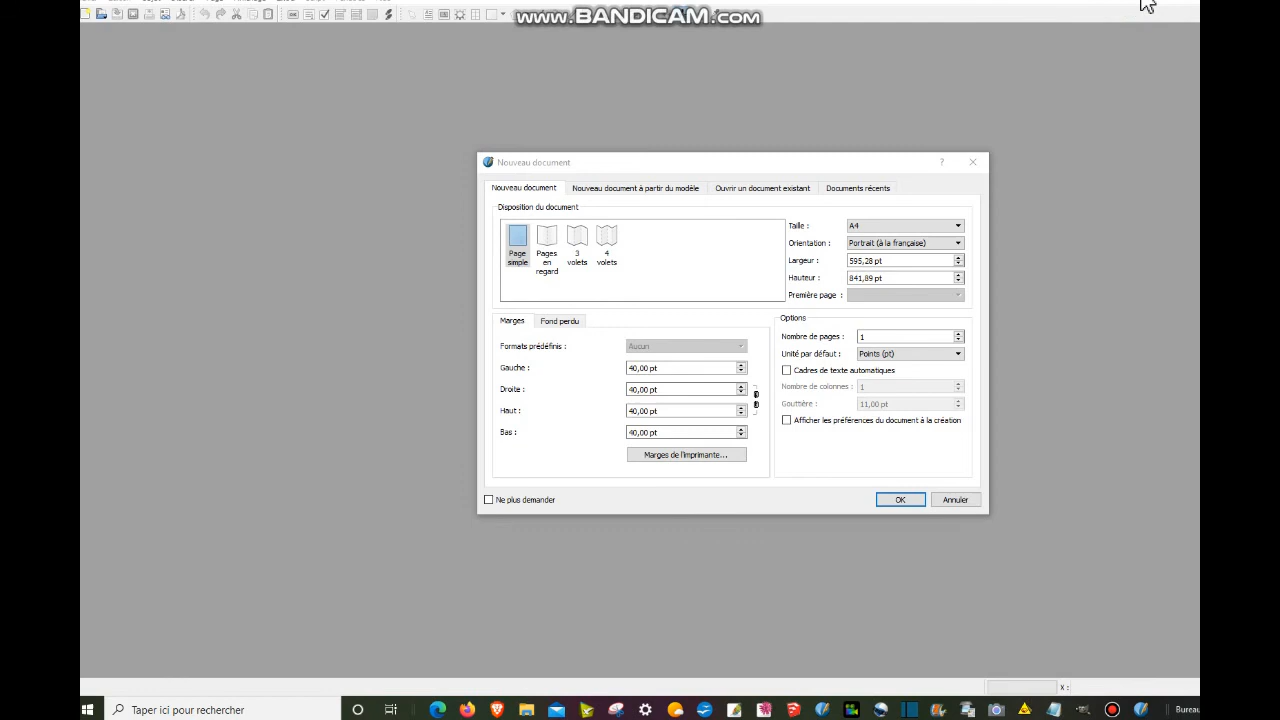 www.BANDICAM.com
Nouveau document
Nouveau document
Nouveau document à partir du modèle
Ouvrir un document existant
Documents récents
Disposition du document
Page simple
Pages en regard
3 volets
4 volets
Taille :
A4
Orientation :
Portrait (à la française)
Largeur :
595,28 pt
Hauteur :
841,89 pt
Première page :
Marges
Fond perdu
Formats prédéfinis :
Aucun
Gauche :
40,00 pt
Droite :
40,00 pt
Haut :
40,00 pt
Bas :
40,00 pt
Marges de l'imprimante...
Options
Nombre de pages :
1
Unité par défaut :
Points (pt)
Cadres de texte automatiques
Nombre de colonnes :
1
Gouttière :
11,00 pt
Afficher les préférences du document à la création
Ne plus demander
OK
Annuler
X :
Taper ici pour rechercher
Bureau